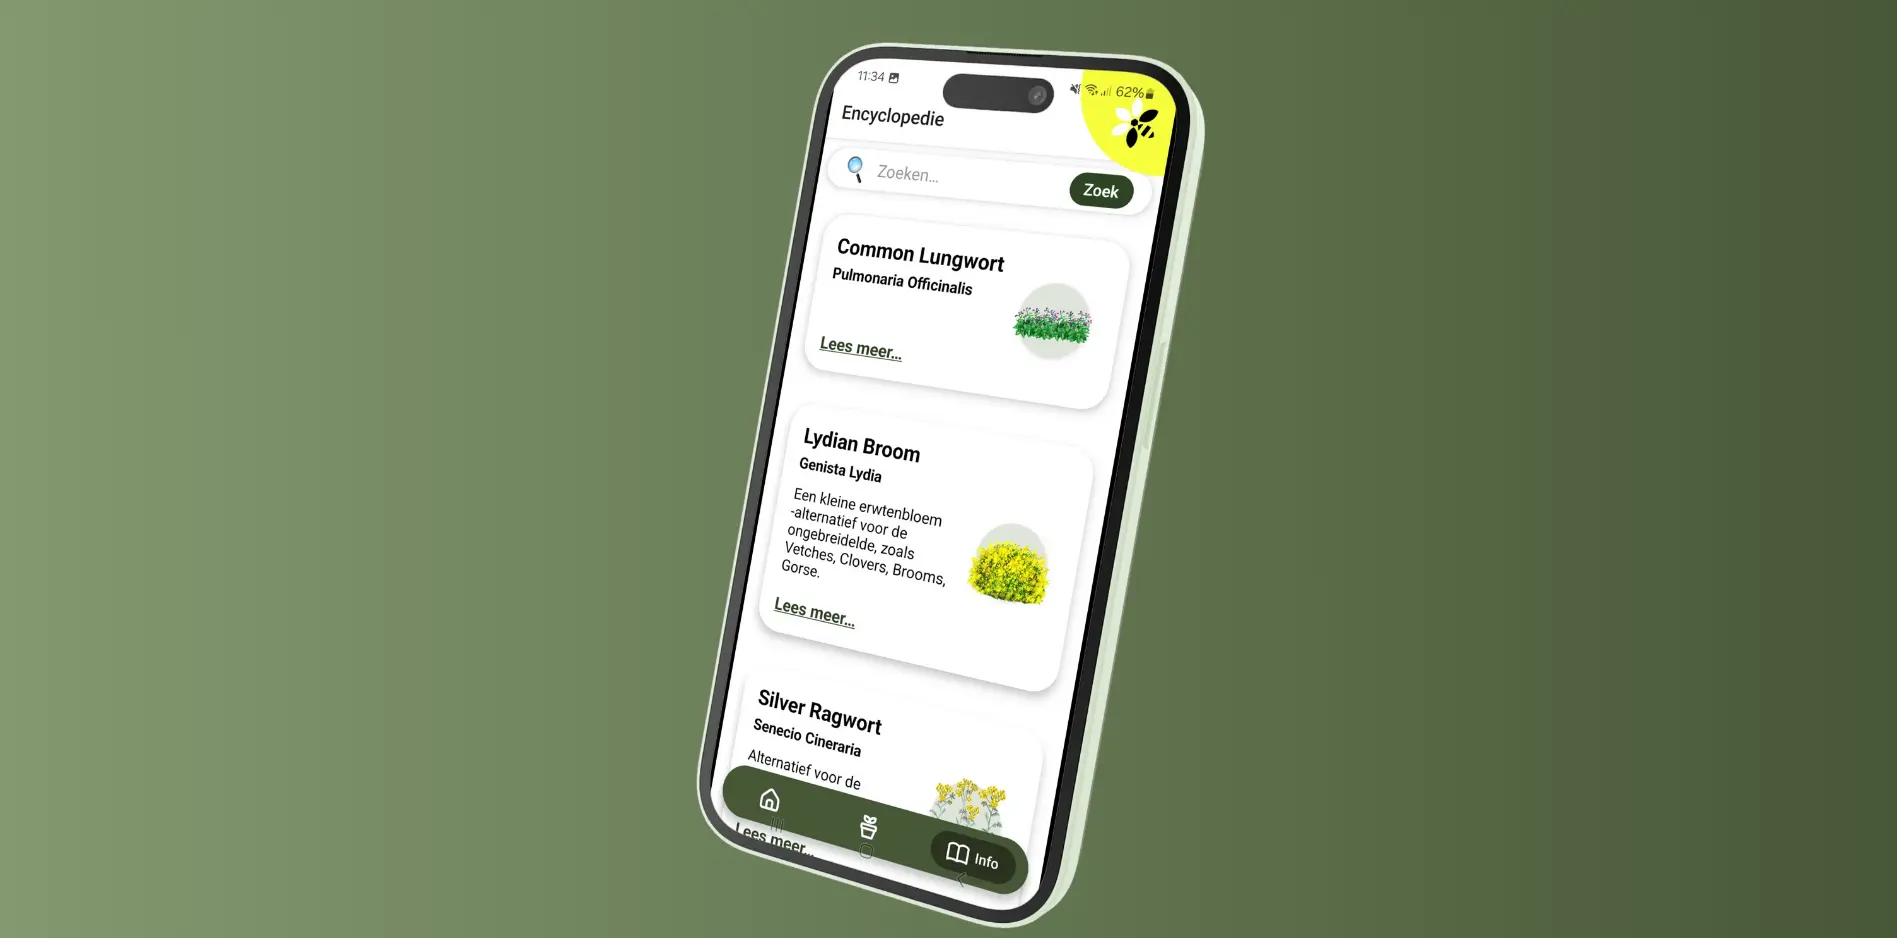 11:34
62%
Encyclopedie
Zoeken...
Zoek
Common Lungwort
Pulmonaria Officinalis
Lees meer...
Lydian Broom
Genista Lydia
Een kleine erwtenbloem
-alternatief voor de
ongebreidelde, zoals
Vetches, Clovers, Brooms,
Gorse.
Lees meer...
Silver Ragwort
Senecio Cineraria
Alternatief voor de
Lees meer...
Info